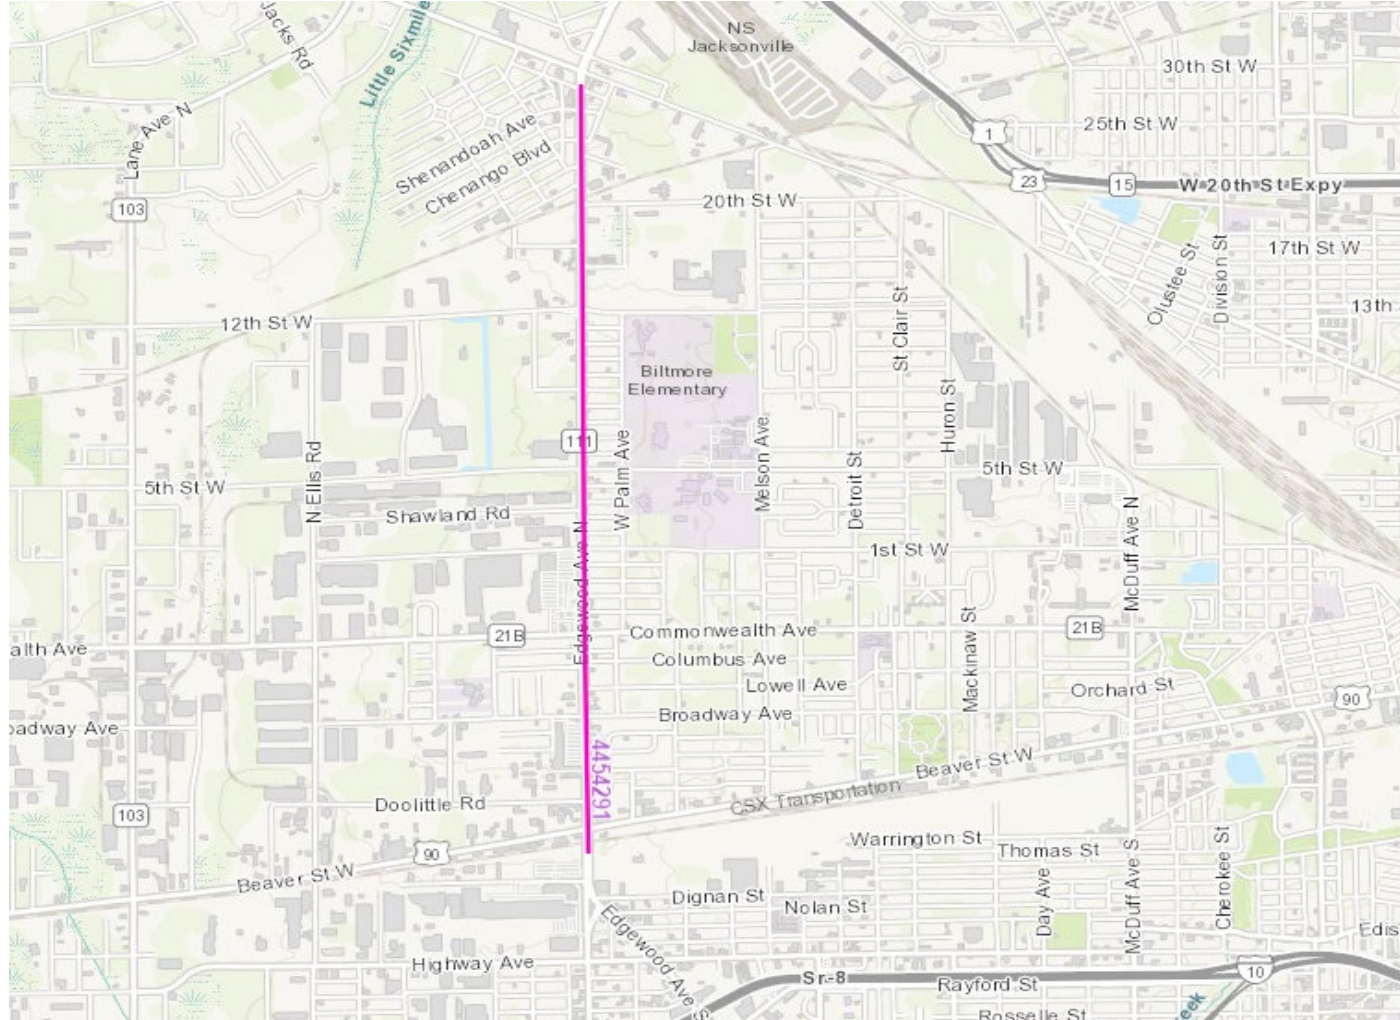 NS
Jacksonville
Jacks Rd
Little Sixmile
30th St W
Lane Ave N
Shenandoah Ave
25th St W
1
Chenango Blvd
23
15
W 20th St Expy
103
20th St W
17th St W
Olustee St
Division St
12th St W
St Clair St
13th
Biltmore
Elementary
Huron St
111
N Ellis Rd
W Palm Ave
Melson Ave
Detroit St
5th St W
5th St W
Shawland Rd
McDuff Ave N
Edgewood Ave N
1st St W
21B
Commonwealth Ave
21B
alth Ave
Columbus Ave
Mackinaw St
Lowell Ave
Orchard St
90
Broadway Ave
oadway Ave
4454291
Beaver St W
CSX Transportation
Doolittle Rd
103
90
Warrington St
Thomas St
Beaver St W
Dignan St
Nolan St
Day Ave
McDuff Ave S
Cherokee St
Edgewood Ave S
Edis
Highway Ave
Sr-8
Rayford St
10
Rosselle St
eek